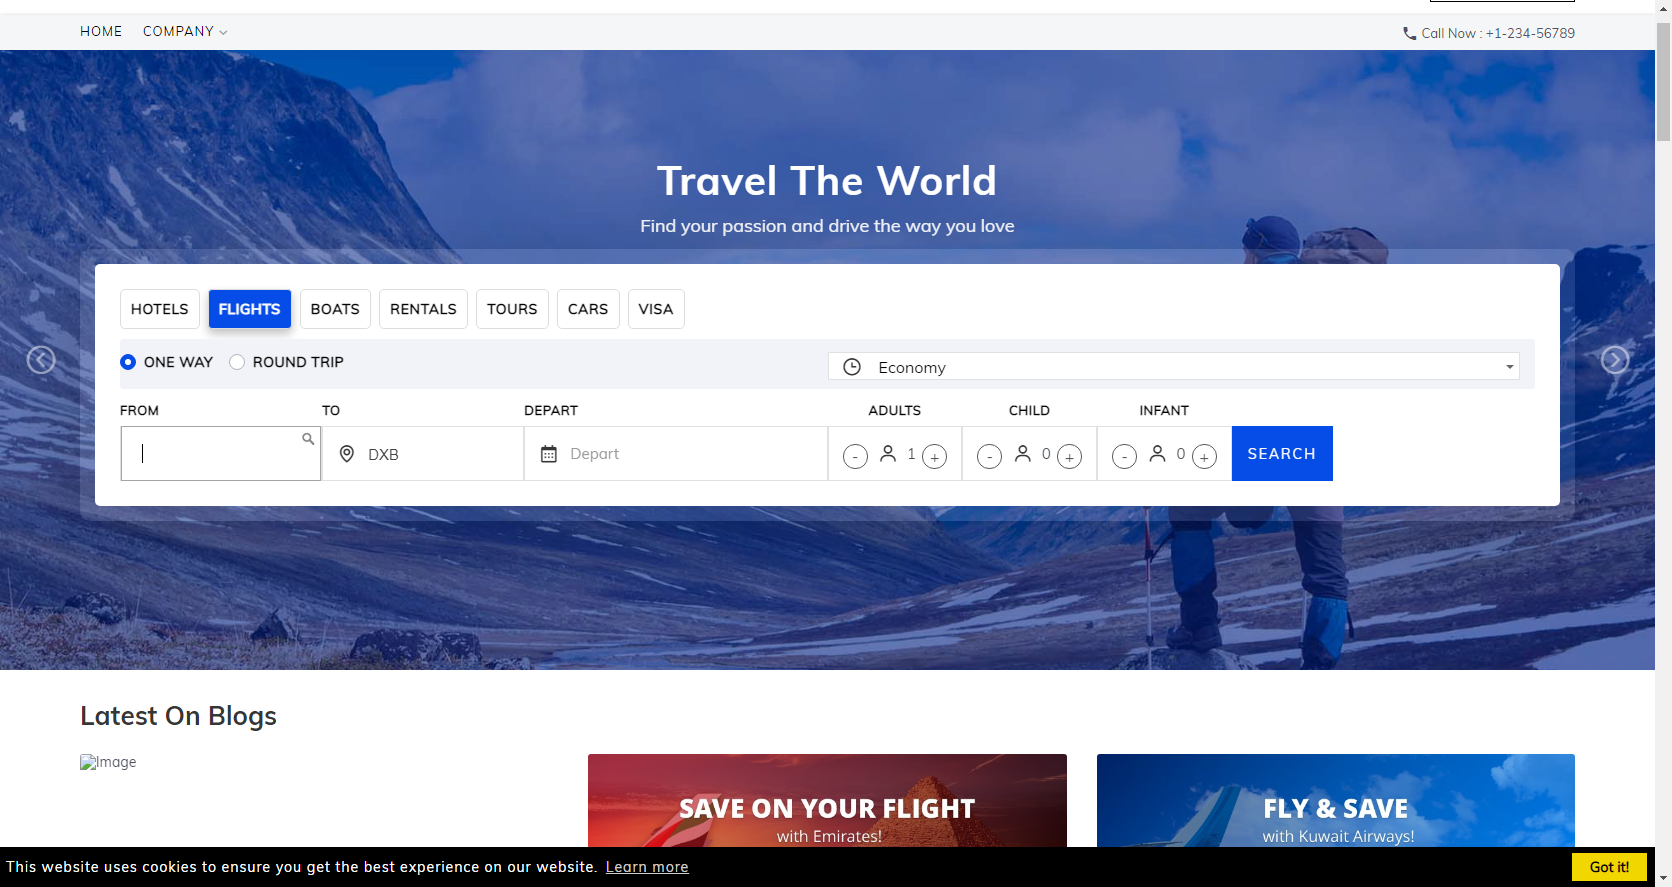 HOME COMPANY
Call Now : +1-234-56789
Travel The World
Find your passion and drive the way you love
HOTELS FLIGHTS BOATS RENTALS TOURS CARS VISA
ONE WAY ROUND TRIP Economy
FROM TO DEPART ADULTS CHILD INFANT
DXB Depart - 1 + - 0 + - 0 + SEARCH
Latest On Blogs
Image
SAVE ON YOUR FLIGHT
with Emirates!
FLY & SAVE
with Kuwait Airways!
This website uses cookies to ensure you get the best experience on our website. Learn more Got it!